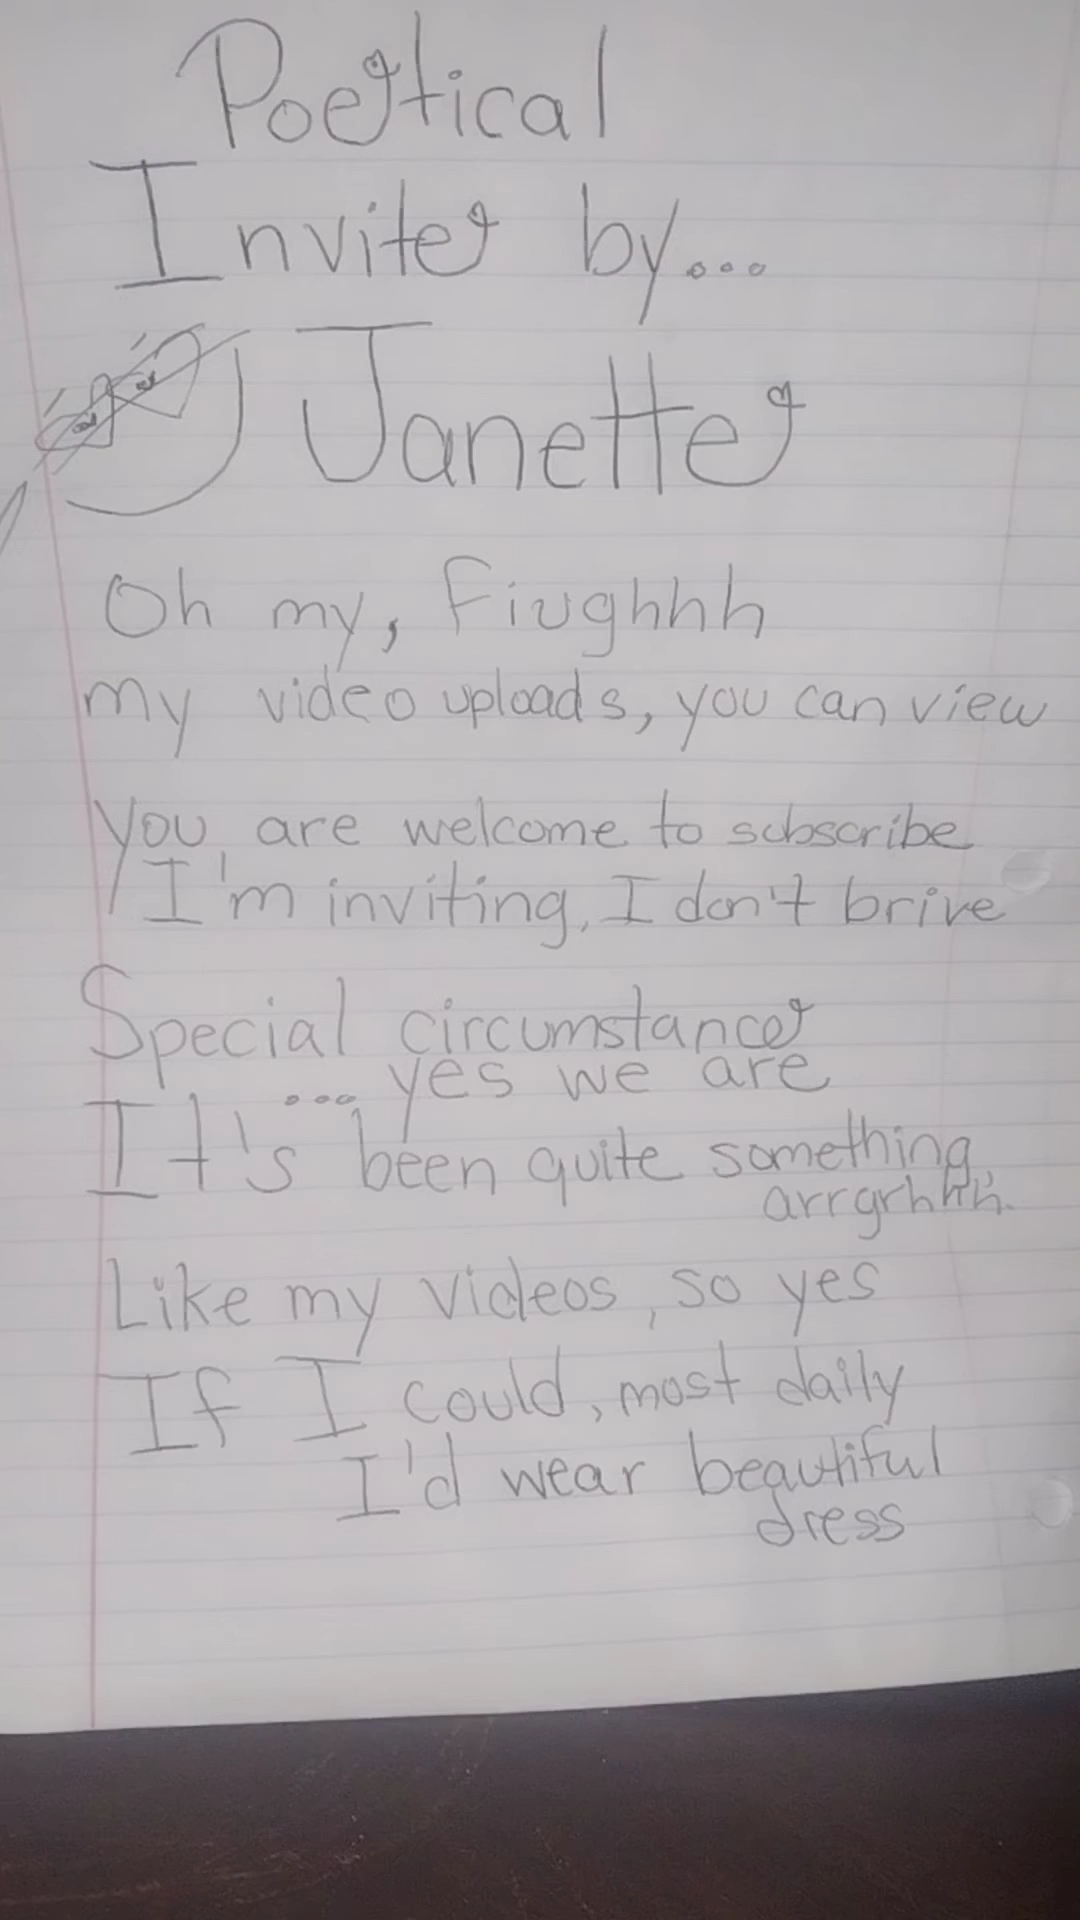 Poetical
Invite by...
Janette
Oh my, Fiughhh
my video uploads, you can view
you are welcome to subscribe
I'm inviting, I don't brive
Special circumstance
... yes we are
It's been quite something,
arrgrhhh.
Like my videos, so yes
If I could, most daily
I'd wear beautiful
dress